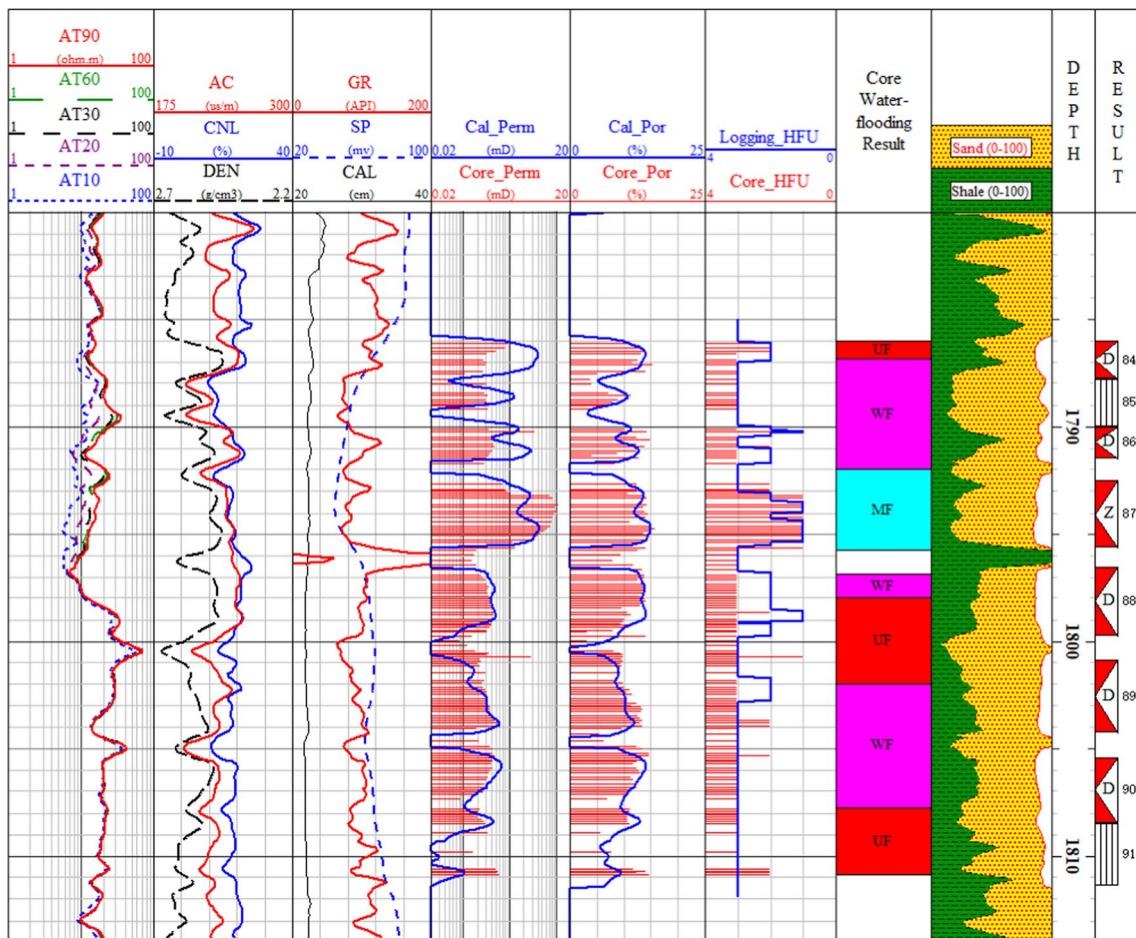 AT90
1 (ohm.m) 100
AT60
1 100
AT30
1 100
AT20
1 100
AT10
1 100
AC
175 (us/m) 300
CNL
-10 (%) 40
DEN
2.7 (g/cm3) 2.2
GR
0 (API) 200
SP
20 (mv) 100
CAL
20 (cm) 40
Cal_Perm
0.02 (mD) 20
Core_Perm
0.02 (mD) 20
Cal_Por
0 (%) 25
Core_Por
0 (%) 25
Logging_HFU
4 0
Core_HFU
4 0
Core
Water-
flooding
Result
Sand (0-100)
Shale (0-100)
DEPTH
RESULT
UF
WF
MF
WF
UF
WF
UF
1790
1800
1810
D 84
85
D 86
Z 87
D 88
D 89
D 90
91